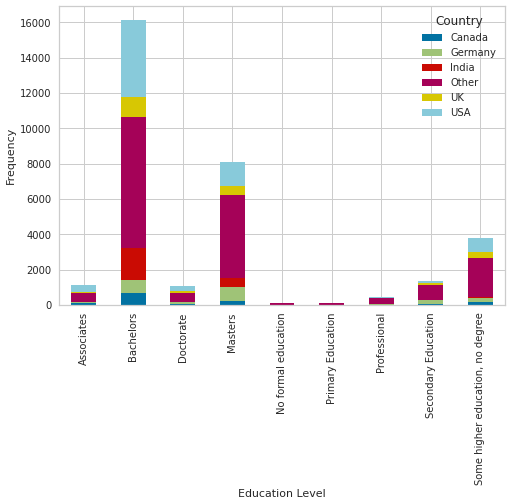 16000
14000
12000
10000
8000
6000
4000
2000
0
Frequency
Country
Canada
Germany
India
Other
UK
USA
Associates
Bachelors
Doctorate
Masters
No formal education
Primary Education
Professional
Secondary Education
Some higher education, no degree
Education Level